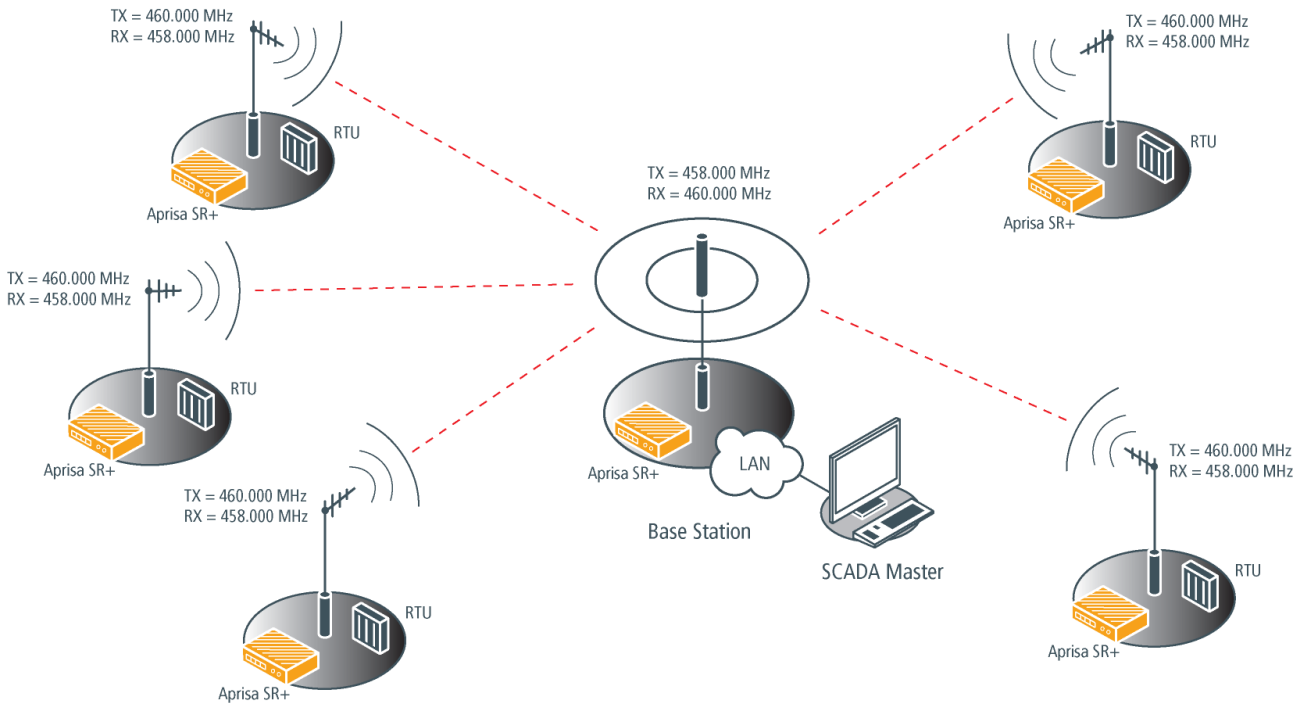 TX = 460.000 MHz
RX = 458.000 MHz
RTU
Aprisa SR+
TX = 460.000 MHz
RX = 458.000 MHz
RTU
Aprisa SR+
TX = 458.000 MHz
RX = 460.000 MHz
TX = 460.000 MHz
RX = 458.000 MHz
RTU
Aprisa SR+
Aprisa SR+
LAN
Base Station
SCADA Master
TX = 460.000 MHz
RX = 458.000 MHz
RTU
Aprisa SR+
TX = 460.000 MHz
RX = 458.000 MHz
RTU
Aprisa SR+